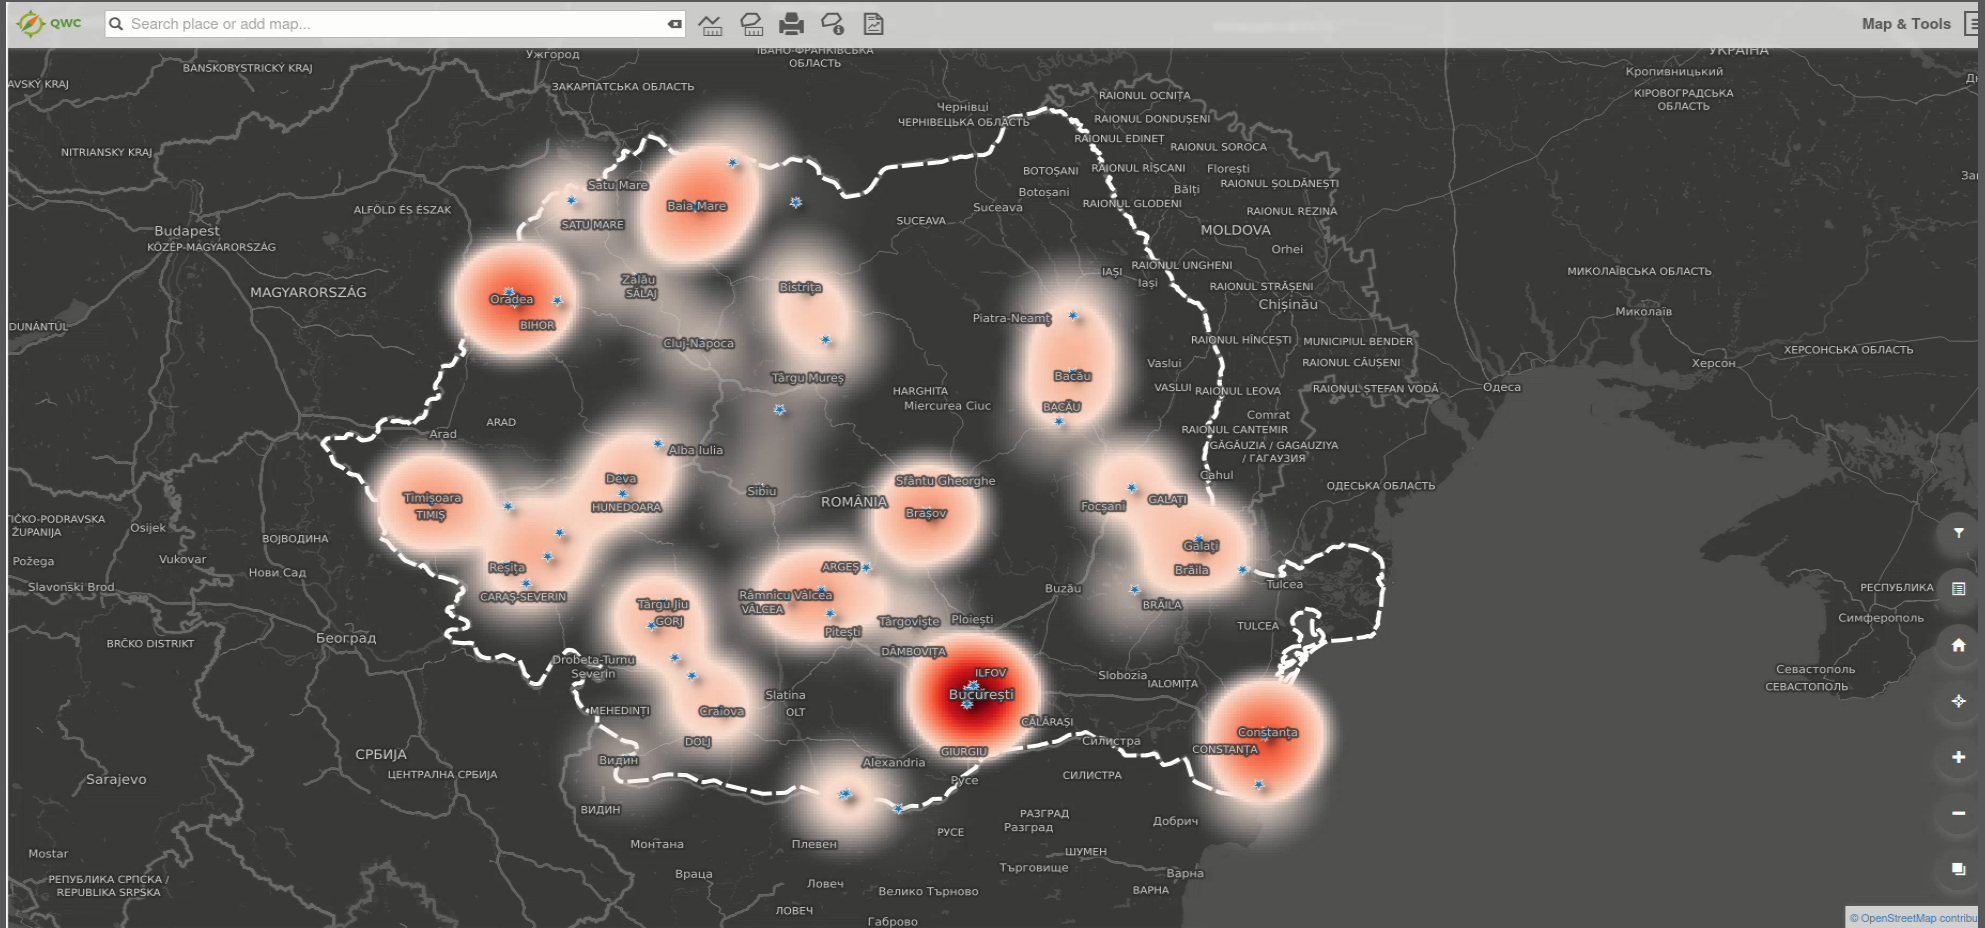 QWC
Search place or add map...
Map & Tools
Ужгород
ІВАНО-ФРАНКІВСЬКА
ОБЛАСТЬ
УКРАЇНА
BANSKOBYSTRICKÝ KRAJ
AVSKÝ KRAJ
ЗАКАРПАТСЬКА ОБЛАСТЬ
Кропивницький
КІРОВОГРАДСЬКА
ОБЛАСТЬ
RAIONUL OCNIȚA
Чернівці
ЧЕРНІВЕЦЬКА ОБЛАСТЬ
RAIONUL DONDUȘENI
RAIONUL EDINEȚ
RAIONUL SOROCA
NITRIANSKY KRAJ
BOTOȘANI
RAIONUL RÎȘCANI
Florești
RAIONUL ȘOLDĂNEȘTI
Satu Mare
Botoșani
Bălți
ALFÖLD ÉS ÉSZAK
Baia Mare
Suceava
RAIONUL GLODENI
RAIONUL REZINA
SATU MARE
SUCEAVA
Budapest
KÖZÉP-MAGYARORSZÁG
MOLDOVA
Orhei
IAȘI
RAIONUL UNGHENI
МИКОЛАЇВСЬКА ОБЛАСТЬ
Zalău
SĂLAJ
Bistrița
Iași
RAIONUL STRĂȘENI
MAGYARORSZÁG
Oradea
Chișinău
Миколаїв
DUNÁNTÚL
BIHOR
Piatra-Neamț
Cluj-Napoca
RAIONUL HÎNCEȘTI
MUNICIPIUL BENDER
ХЕРСОНСЬКА ОБЛАСТЬ
Vaslui
RAIONUL CĂUȘENI
Херсон
Târgu Mureș
Bacău
HARGHITA
VASLUI
RAIONUL LEOVA
RAIONUL ȘTEFAN VODĂ
Одеса
Miercurea Ciuc
BACĂU
Comrat
ARAD
Arad
RAIONUL CANTEMIR
GĂGĂUZIA / GAGAUZIYA
/ ГАГАУЗИЯ
Alba Iulia
Deva
Cahul
Sfântu Gheorghe
ОДЕСЬКА ОБЛАСТЬ
Timișoara
TIMIȘ
Sibiu
ROMÂNIA
HUNEDOARA
Focșani
GALAȚI
Brașov
Osijek
ВОЈВОДИНА
ŽUPANIJA
Požega
Vukovar
Нови Сад
Galați
Reșița
ARGEȘ
Brăila
Slavonski Brod
CARAȘ-SEVERIN
Râmnicu Vâlcea
VÂLCEA
Buzău
Tulcea
РЕСПУБЛИКА
Târgu Jiu
GORJ
BRĂILA
Симферополь
Београд
BRČKO DISTRIKT
Pitești
Târgoviște
Ploiești
TULCEA
DÂMBOVIȚA
Drobeta-Turnu
Severin
ILFOV
București
Slobozia
IALOMIȚA
Севастополь
СЕВАСТОПОЛЬ
Slatina
OLT
MEHEDINȚI
Craiova
CĂLĂRAȘI
DOLJ
GIURGIU
Силистра
Constanța
CONSTANȚA
СРБИЈА
Видин
Alexandria
ЦЕНТРАЛНА СРБИЈА
Sarajevo
Русе
СИЛИСТРА
ВИДИН
РАЗГРАД
Разград
Добрич
РУСЕ
Монтана
Плевен
Mostar
ШУМЕН
Търговище
Враца
Варна
ВАРНА
РЕПУБЛИКА СРПСКА /
REPUBLIKA SRPSKA
Ловеч
Велико Търново
ЛОВЕЧ
Габрово
© OpenStreetMap contribu